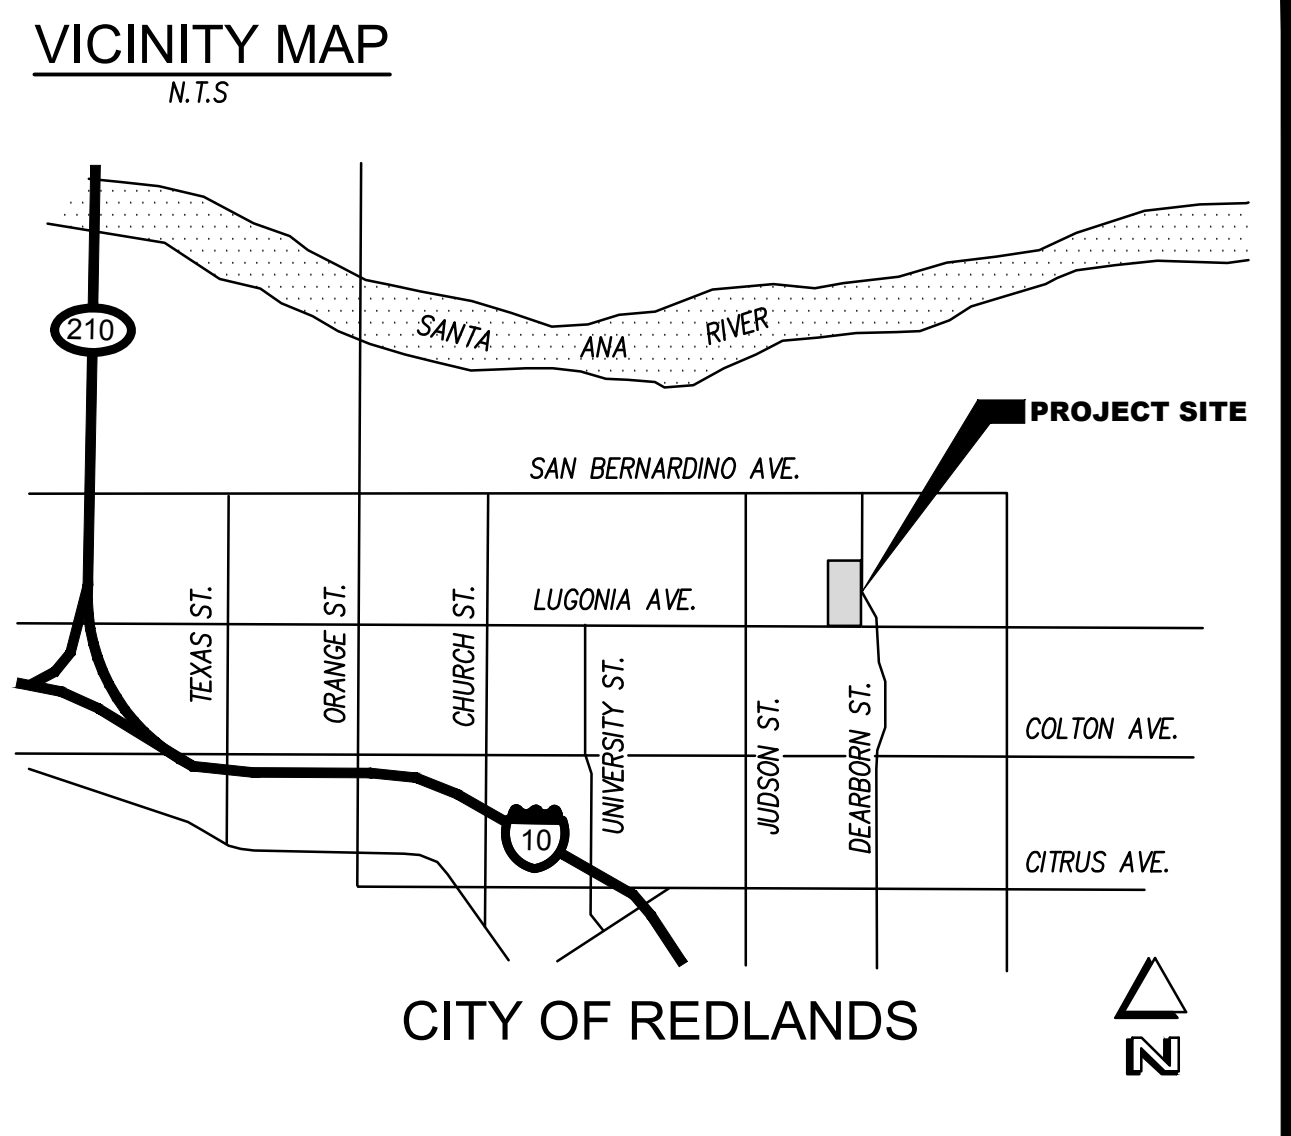 VICINITY MAP
N.T.S
210
SANTA ANA RIVER
PROJECT SITE
SAN BERNARDINO AVE.
LUGONIA AVE.
TEXAS ST.
ORANGE ST.
CHURCH ST.
UNIVERSITY ST.
JUDSON ST.
DEARBORN ST.
COLTON AVE.
10
CITRUS AVE.
CITY OF REDLANDS
N